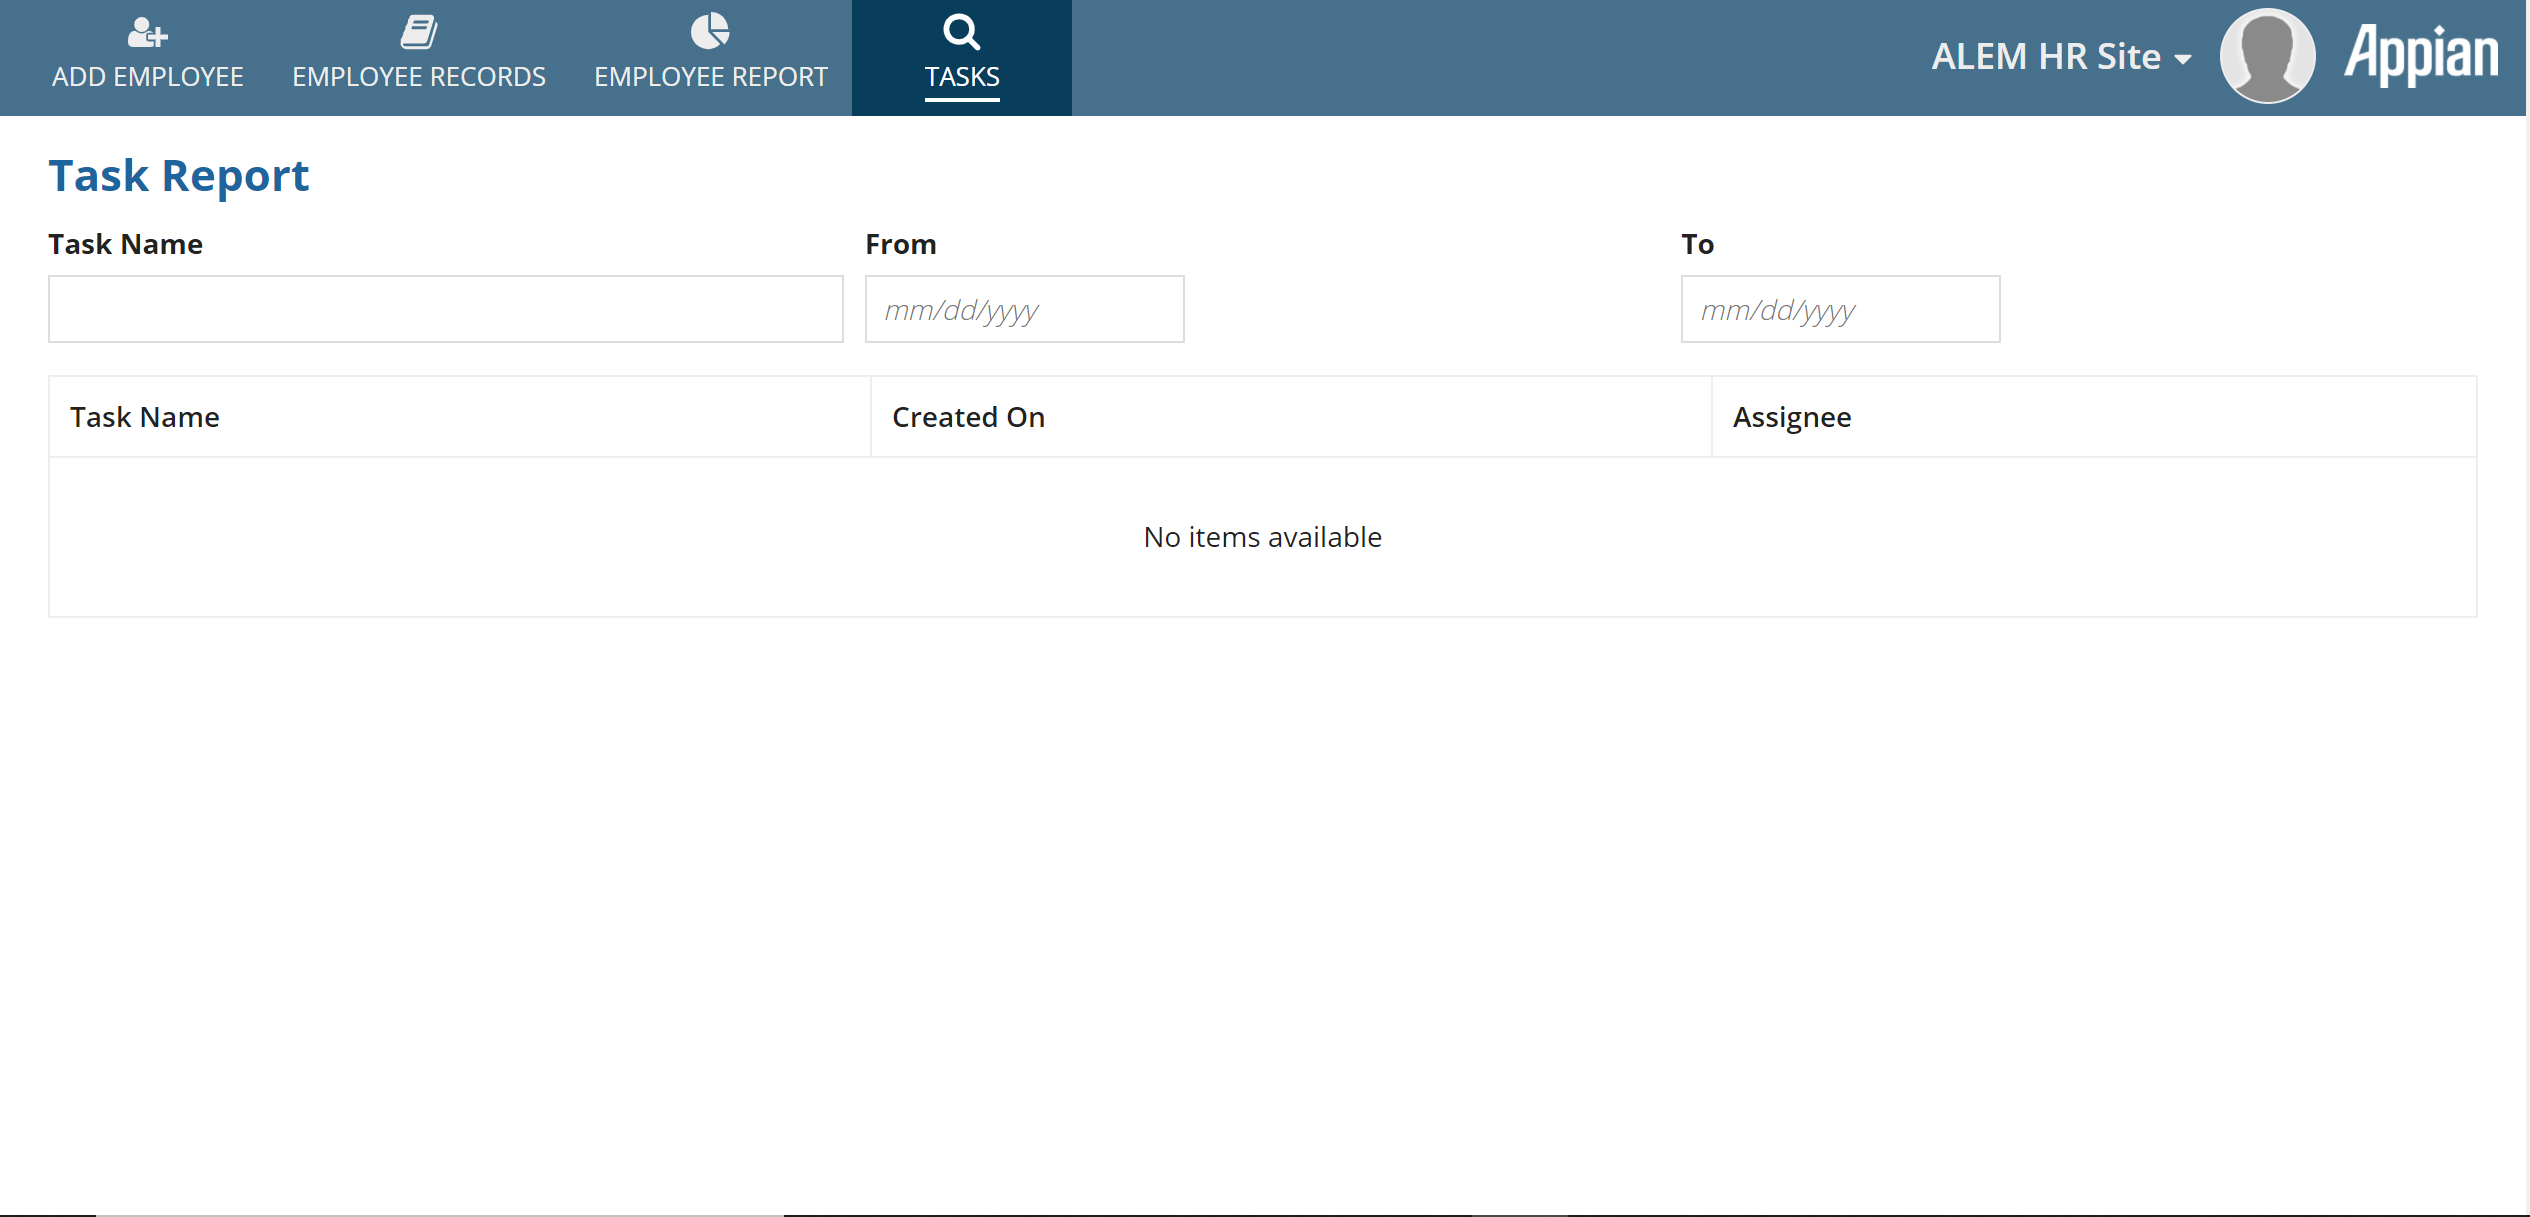 ADD EMPLOYEE EMPLOYEE RECORDS EMPLOYEE REPORT TASKS ALEM HR Site Appian
Task Report
Task Name From To
mm/dd/yyyy mm/dd/yyyy
Task Name Created On Assignee
No items available